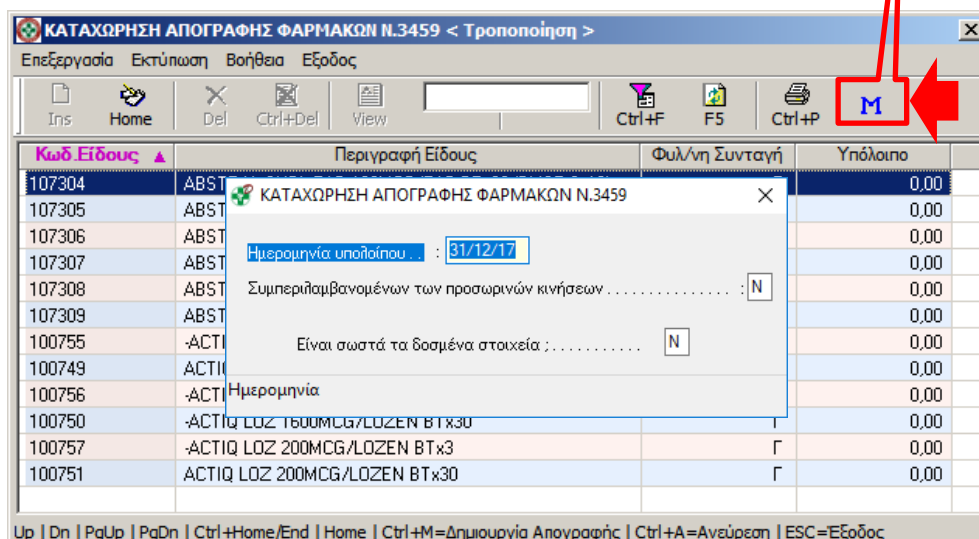 ΚΑΤΑΧΩΡΗΣΗ ΑΠΟΓΡΑΦΗΣ ΦΑΡΜΑΚΩΝ Ν.3459 < Τροποποίηση >
Επεξεργασία Εκτύπωση Βοήθεια Εξοδος
Ins Home Del Ctrl+Del View Ctrl+F F5 Ctrl+P M
Κωδ.Είδους Περιγραφή Είδους Φυλ/νη Συνταγή Υπόλοιπο
107304 0,00
107305 ABST 0,00
107306 ABST 0,00
107307 ABST 0,00
107308 ABST 0,00
107309 ABST 0,00
100755 -ACTI 0,00
100749 ACTI 0,00
100756 -ACTI 0,00
100750 -ACTIQ LOZ 1600MCG/LOZEN BTx30 Γ 0,00
100757 -ACTIQ LOZ 200MCG/LOZEN BTx3 Γ 0,00
100751 ACTIQ LOZ 200MCG/LOZEN BTx30 Γ 0,00
ΚΑΤΑΧΩΡΗΣΗ ΑΠΟΓΡΑΦΗΣ ΦΑΡΜΑΚΩΝ Ν.3459
Ημερομηνία υπολοίπου . . : 31/12/17
Συμπεριλαμβανομένων των προσωρινών κινήσεων . . . . . . . . . . . . . . . : N
Είναι σωστά τα δοσμένα στοιχεία ; . . . . . . . . . . . N
Ημερομηνία
Up | Dn | PgUp | PgDn | Ctrl+Home/End | Home | Ctrl+M=Δημιουργία Απογραφής | Ctrl+A=Ανεύρεση | ESC=Έξοδος